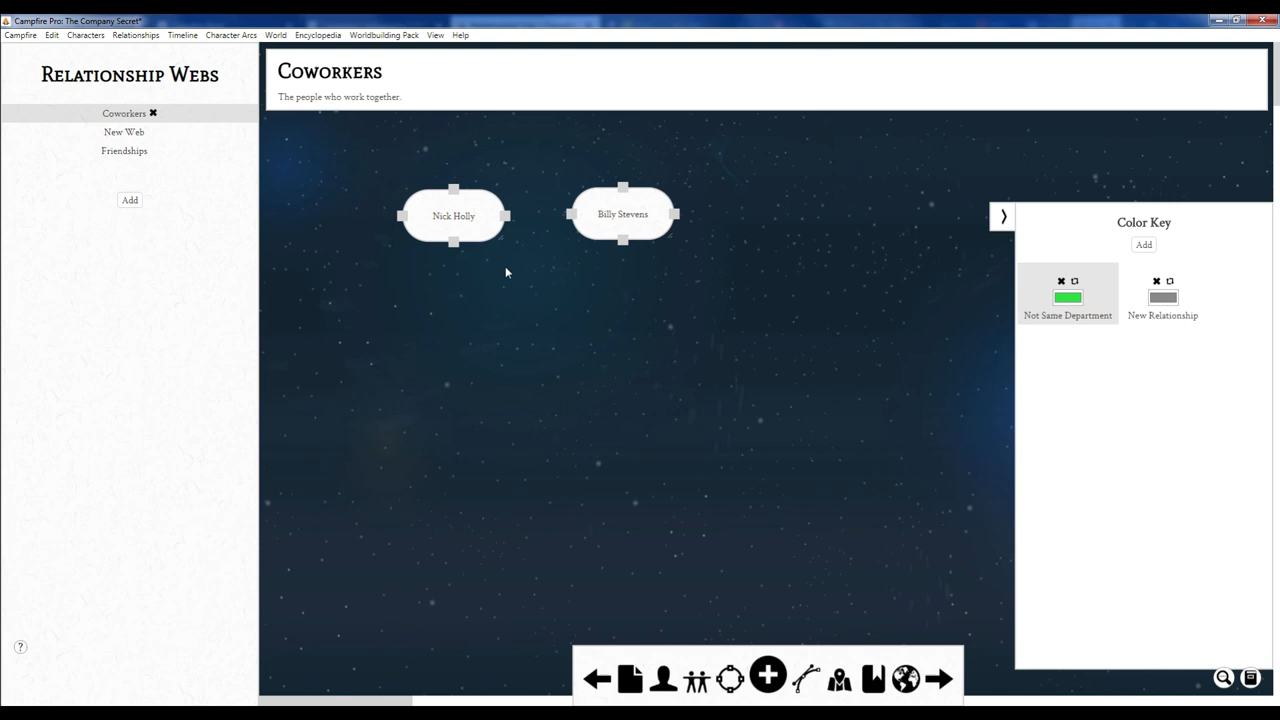 Campfire Pro: The Company Secret*
Campfire Edit Characters Relationships Timeline Character Arcs World Encyclopedia Worldbuilding Pack View Help
Relationship Webs
Coworkers
New Web
Friendships
Add
Coworkers
The people who work together.
Nick Holly
Billy Stevens
Color Key
Add
Not Same Department
New Relationship
?